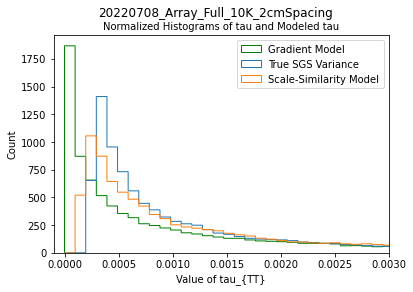 20220708_Array_Full_10K_2cmSpacing
Normalized Histograms of tau and Modeled tau
Gradient Model
True SGS Variance
Scale-Similarity Model
Count
1750
1500
1250
1000
750
500
250
0
0.0000
0.0005
0.0010
0.0015
0.0020
0.0025
0.0030
Value of tau_{TT}